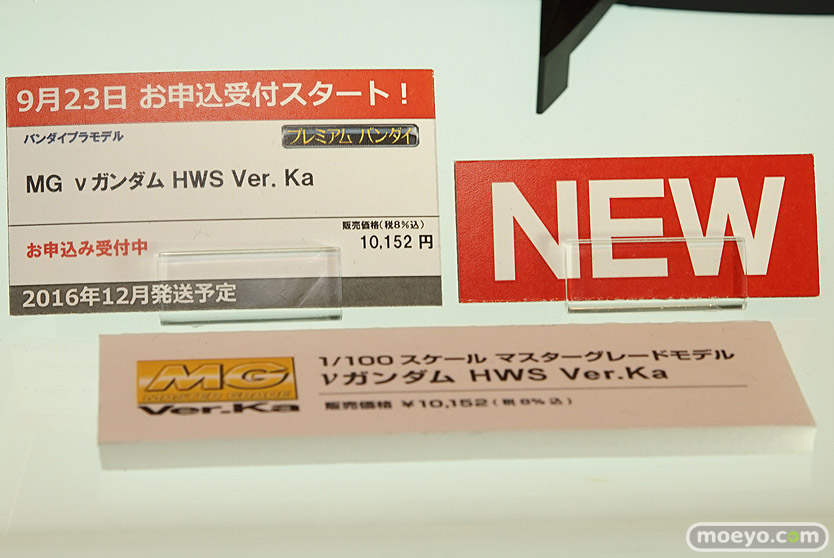 9月23日 お申込受付スタート！
バンダイプラモデル
プレミアム バンダイ
MG νガンダム HWS Ver. Ka
販売価格(税8%込)
お申込み受付中
10,152 円
2016年12月発送予定
NEW
1/100 スケール マスターグレードモデル
νガンダム HWS Ver.Ka
販売価格 ¥10,152(税8%込)
MG
MASTER GRADE
Ver.Ka
moeyo.com